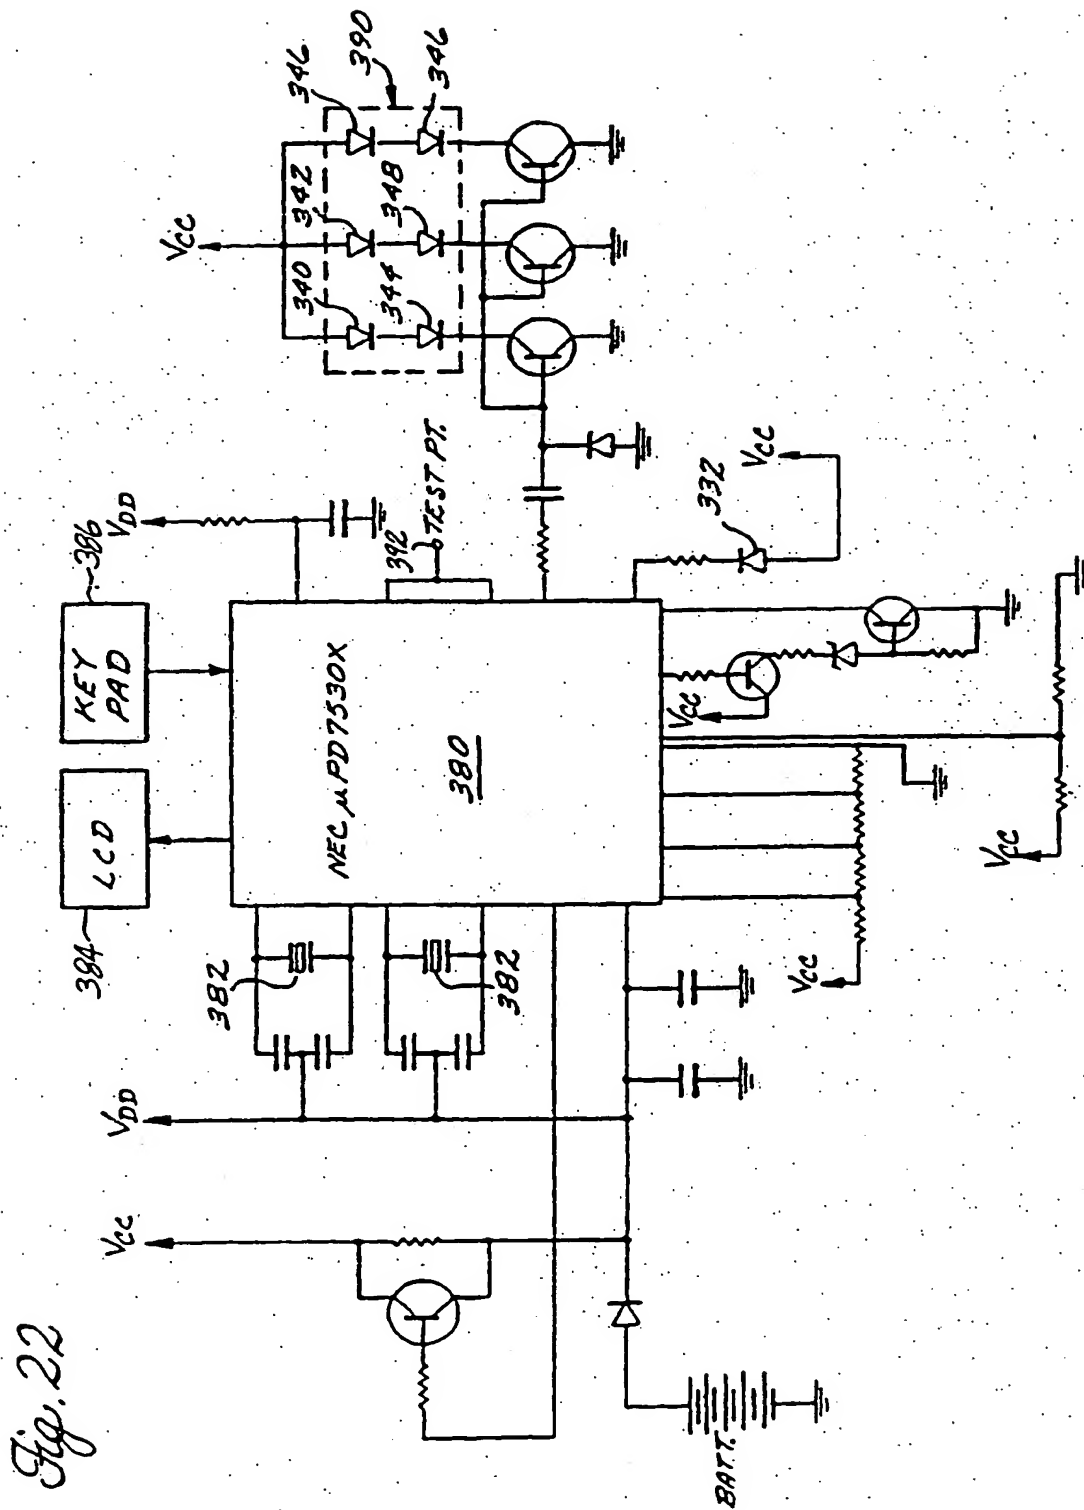 Fig. 22
BATT.
VCC
VDD
384
LCD
KEY
PAD
386
VDD
382
382
NEC µPD7530X
380
392
TEST PT.
VCC
340
342
346
390
344
348
346
332
VCC
VCC
VCC
VCC